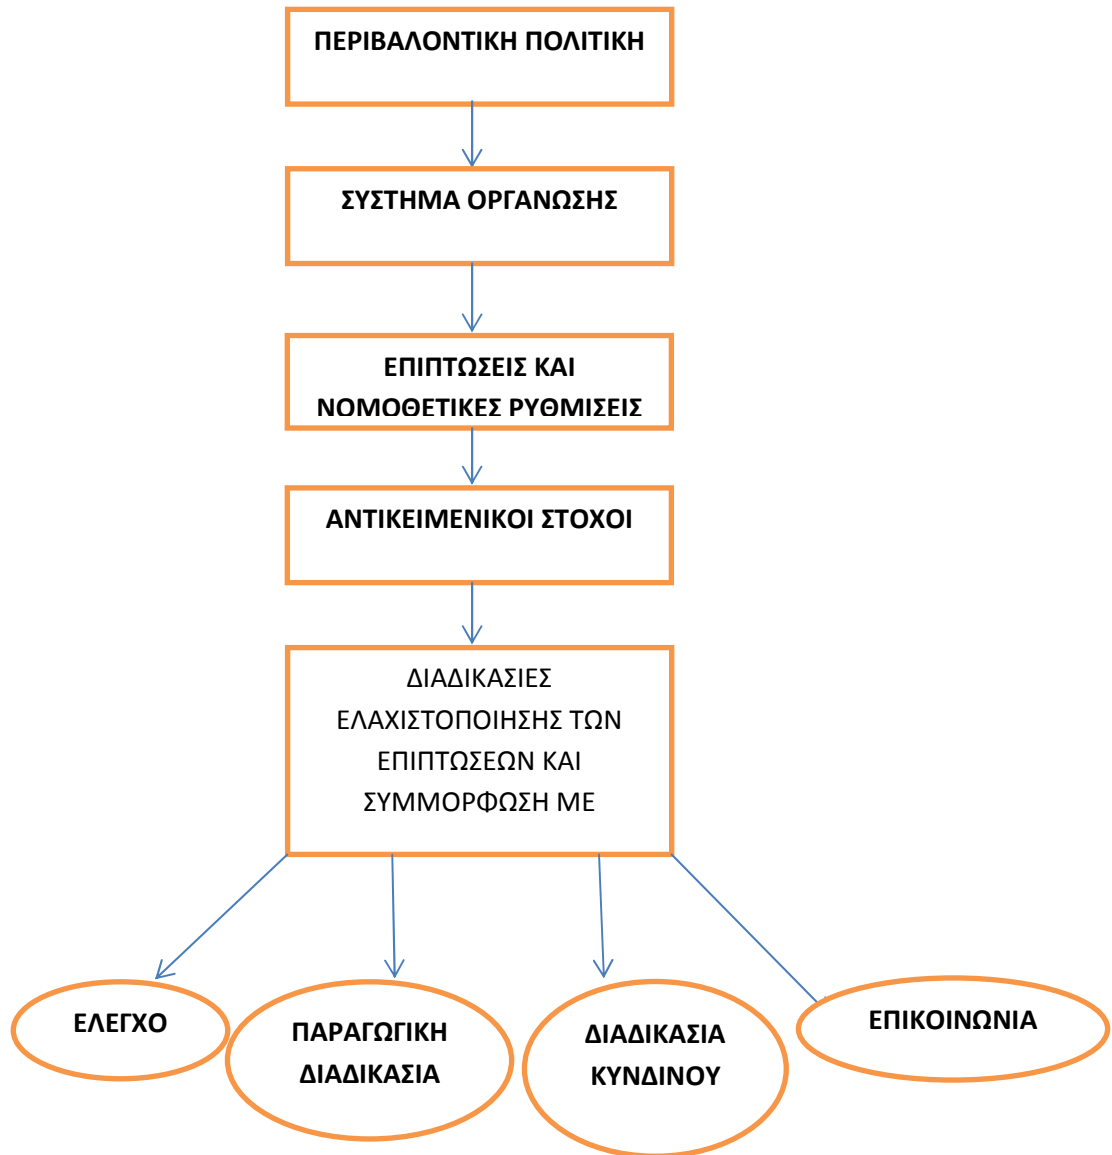 ΠΕΡΙΒΑΛΟΝΤΙΚΗ ΠΟΛΙΤΙΚΗ
ΣΥΣΤΗΜΑ ΟΡΓΑΝΩΣΗΣ
ΕΠΙΠΤΩΣΕΙΣ ΚΑΙ
ΝΟΜΟΘΕΤΙΚΕΣ ΡΥΘΜΙΣΕΙΣ
ΑΝΤΙΚΕΙΜΕΝΙΚΟΙ ΣΤΟΧΟΙ
ΔΙΑΔΙΚΑΣΙΕΣ
ΕΛΑΧΙΣΤΟΠΟΙΗΣΗΣ ΤΩΝ
ΕΠΙΠΤΩΣΕΩΝ ΚΑΙ
ΣΥΜΜΟΡΦΩΣΗ ΜΕ
ΕΛΕΓΧΟ
ΠΑΡΑΓΩΓΙΚΗ
ΔΙΑΔΙΚΑΣΙΑ
ΔΙΑΔΙΚΑΣΙΑ
ΚΥΝΔΙΝΟΥ
ΕΠΙΚΟΙΝΩΝΙΑ